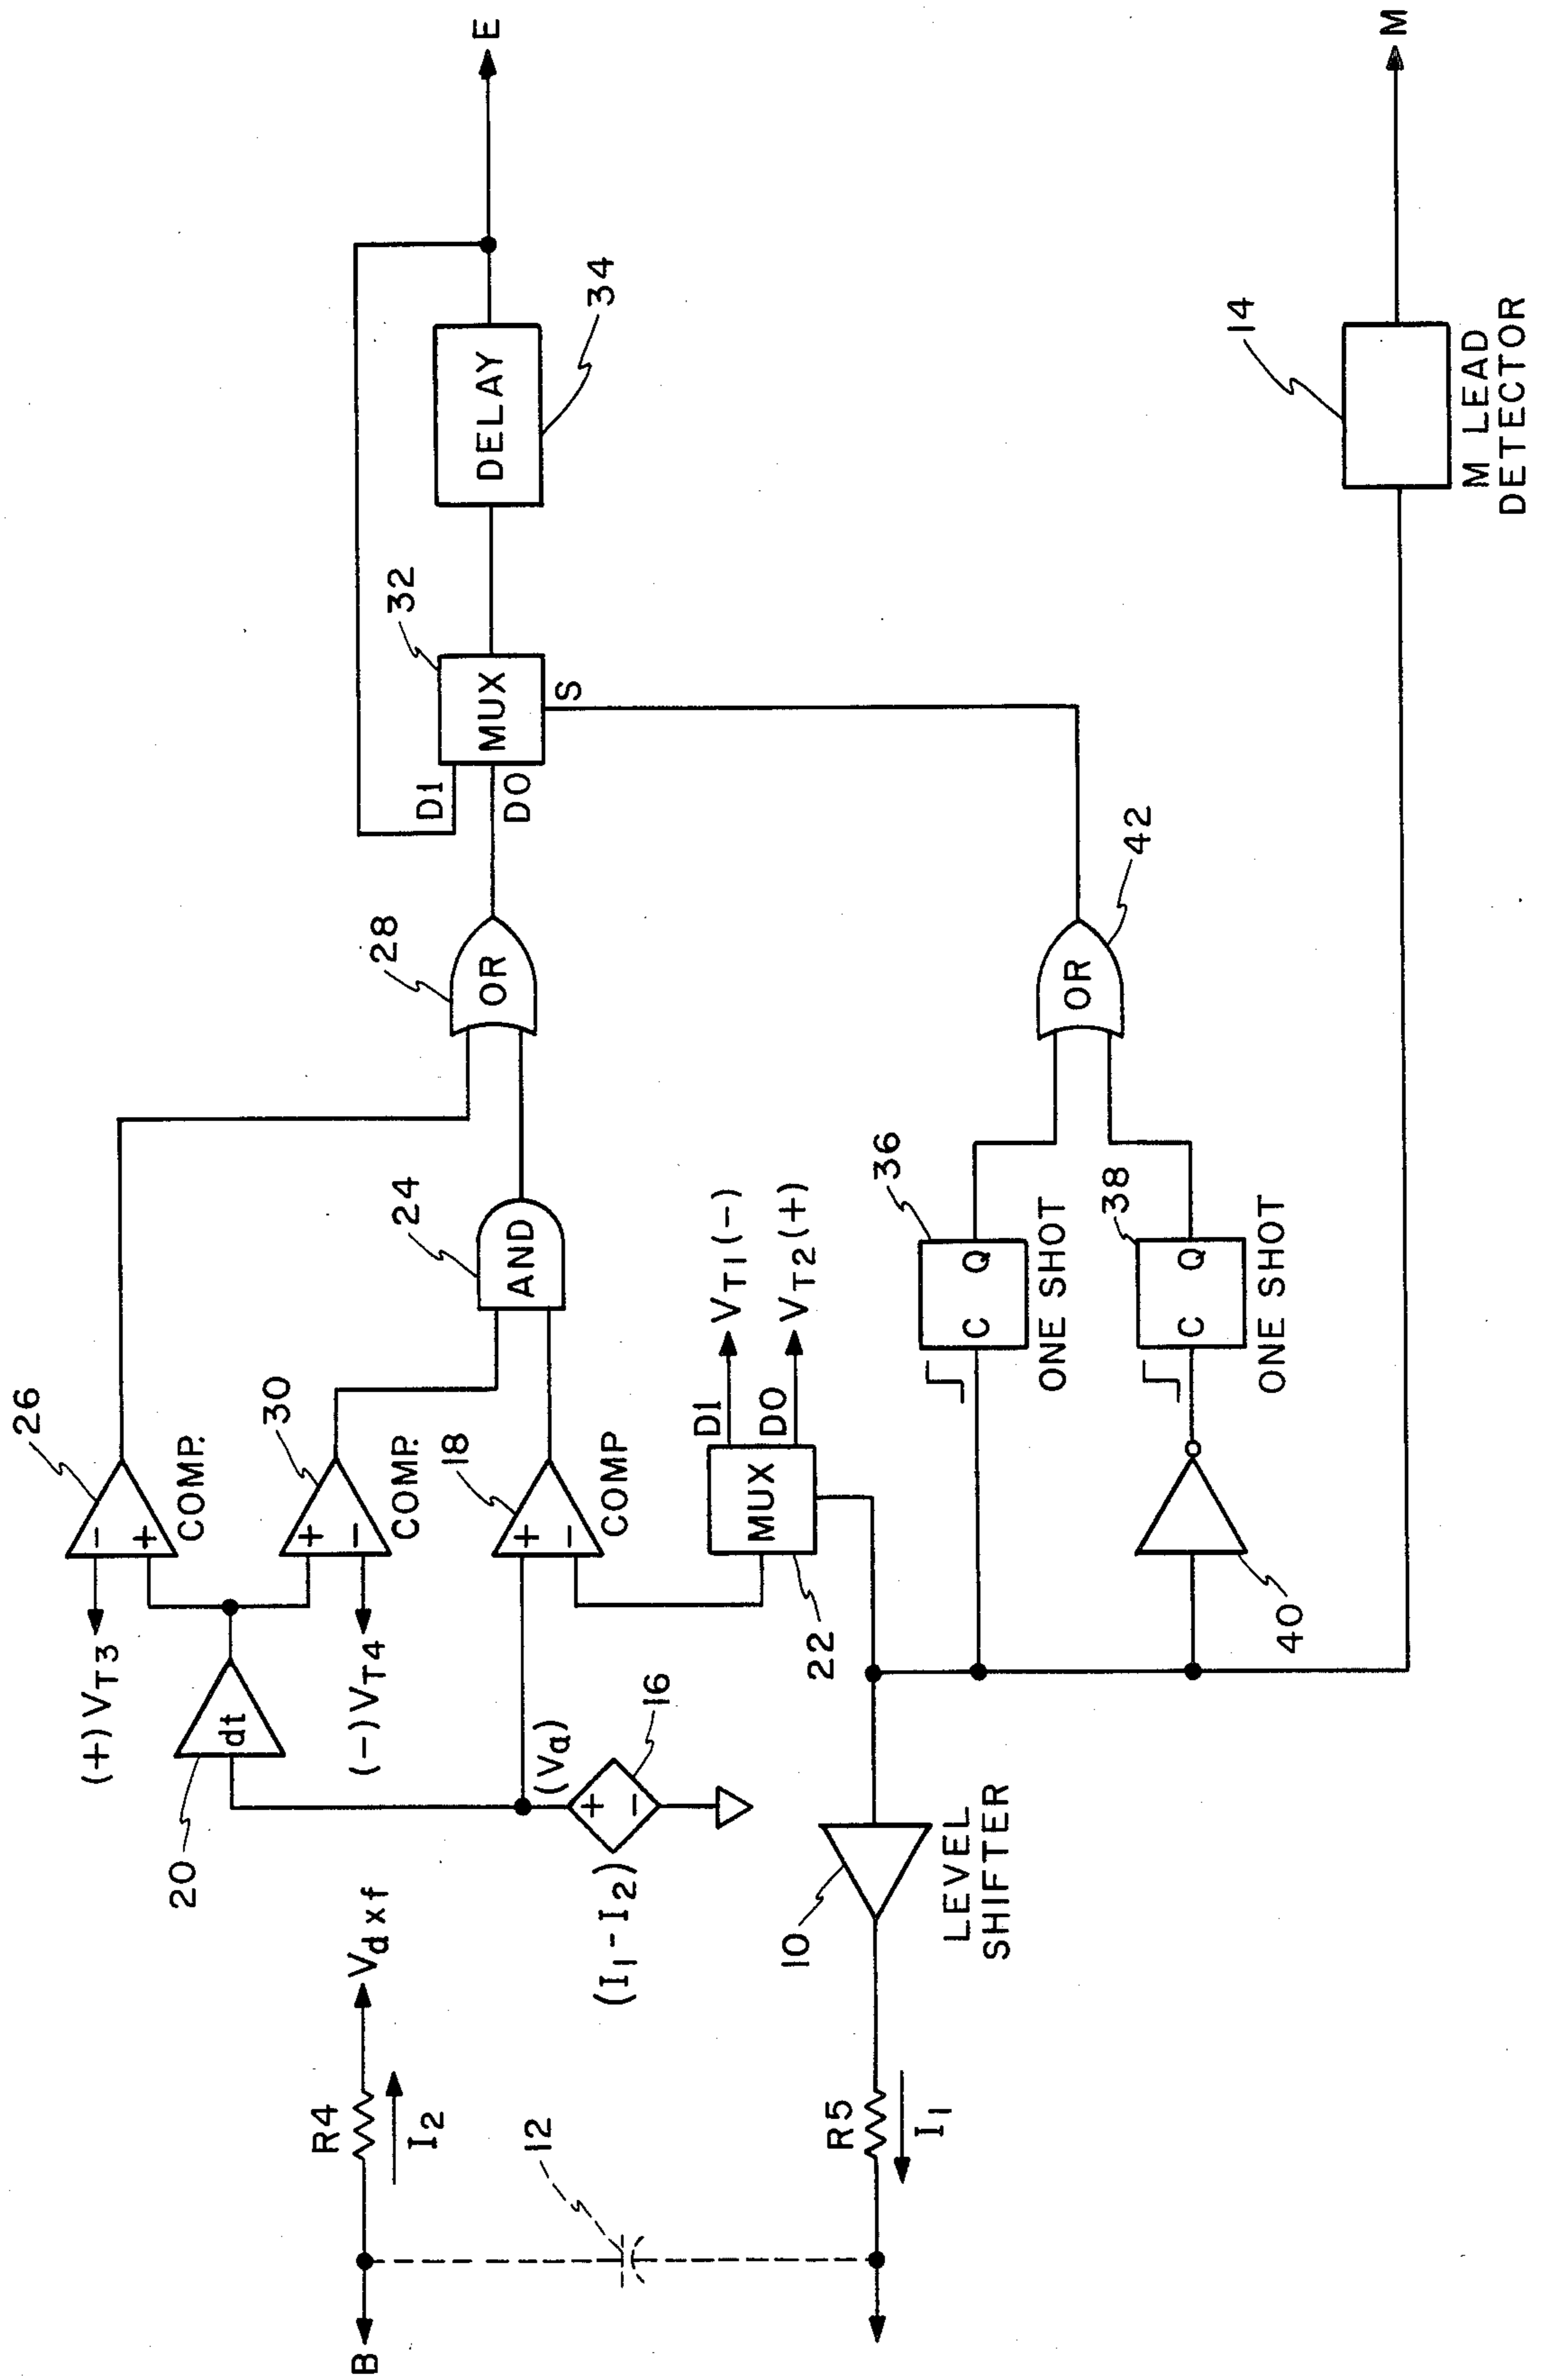 B
R4
I2
Vdxf
12
R5
I1
10
LEVEL
SHIFTER
20
dt
(+)VT3
(-)VT4
(Va)
+
-
16
(I1-I2)
26
-
+
COMP.
30
+
-
COMP.
18
+
-
COMP
22
MUX
D1
D0
VT1(-)
VT2(+)
24
AND
28
OR
36
C
Q
ONE SHOT
38
C
Q
ONE SHOT
40
42
OR
32
MUX
D1
D0
S
DELAY
34
E
14
M LEAD
DETECTOR
M